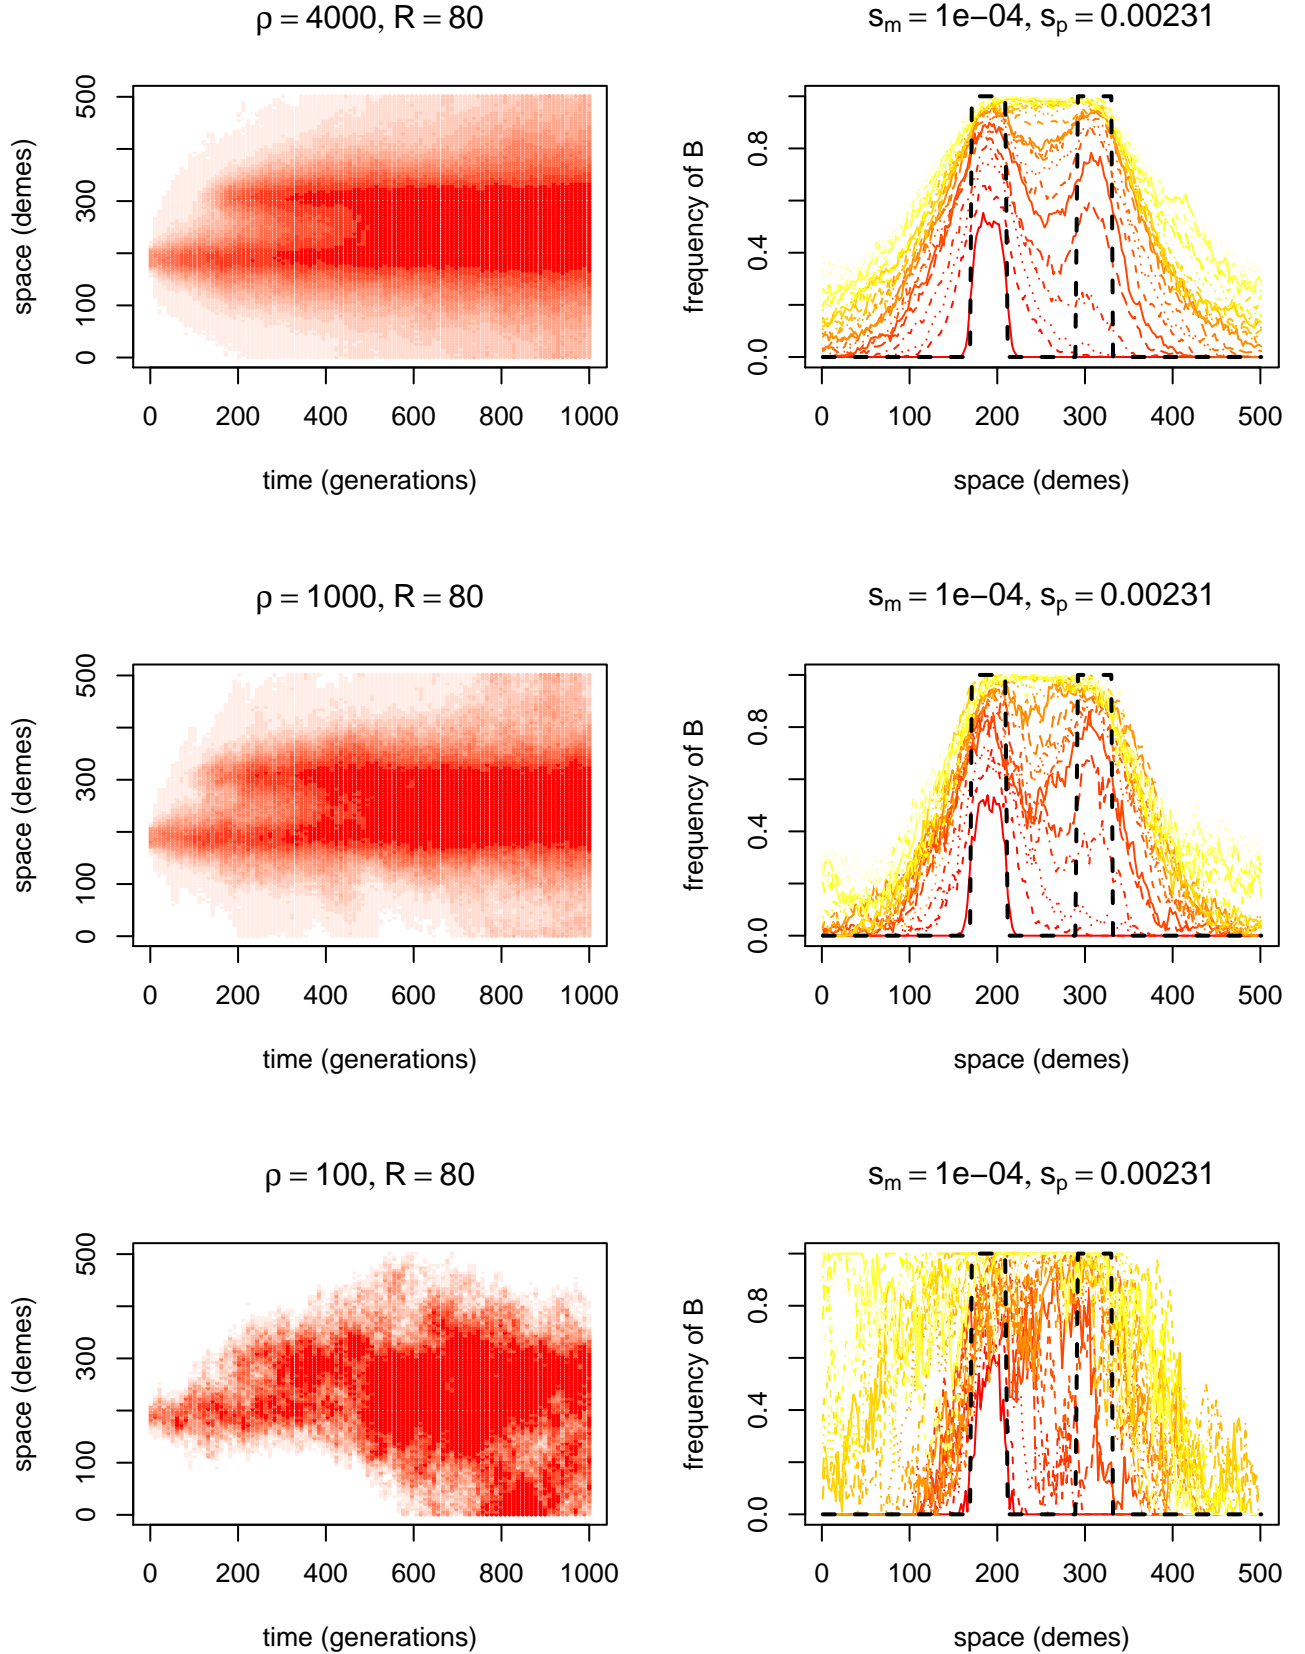 ρ = 4000, R = 80
space (demes)
500
300
100
0
0 200 400 600 800 1000
time (generations)
s_m = 1e−04, s_p = 0.00231
frequency of B
0.8
0.4
0.0
0 100 200 300 400 500
space (demes)
ρ = 1000, R = 80
space (demes)
500
300
100
0
0 200 400 600 800 1000
time (generations)
s_m = 1e−04, s_p = 0.00231
frequency of B
0.8
0.4
0.0
0 100 200 300 400 500
space (demes)
ρ = 100, R = 80
space (demes)
500
300
100
0
0 200 400 600 800 1000
time (generations)
s_m = 1e−04, s_p = 0.00231
frequency of B
0.8
0.4
0.0
0 100 200 300 400 500
space (demes)